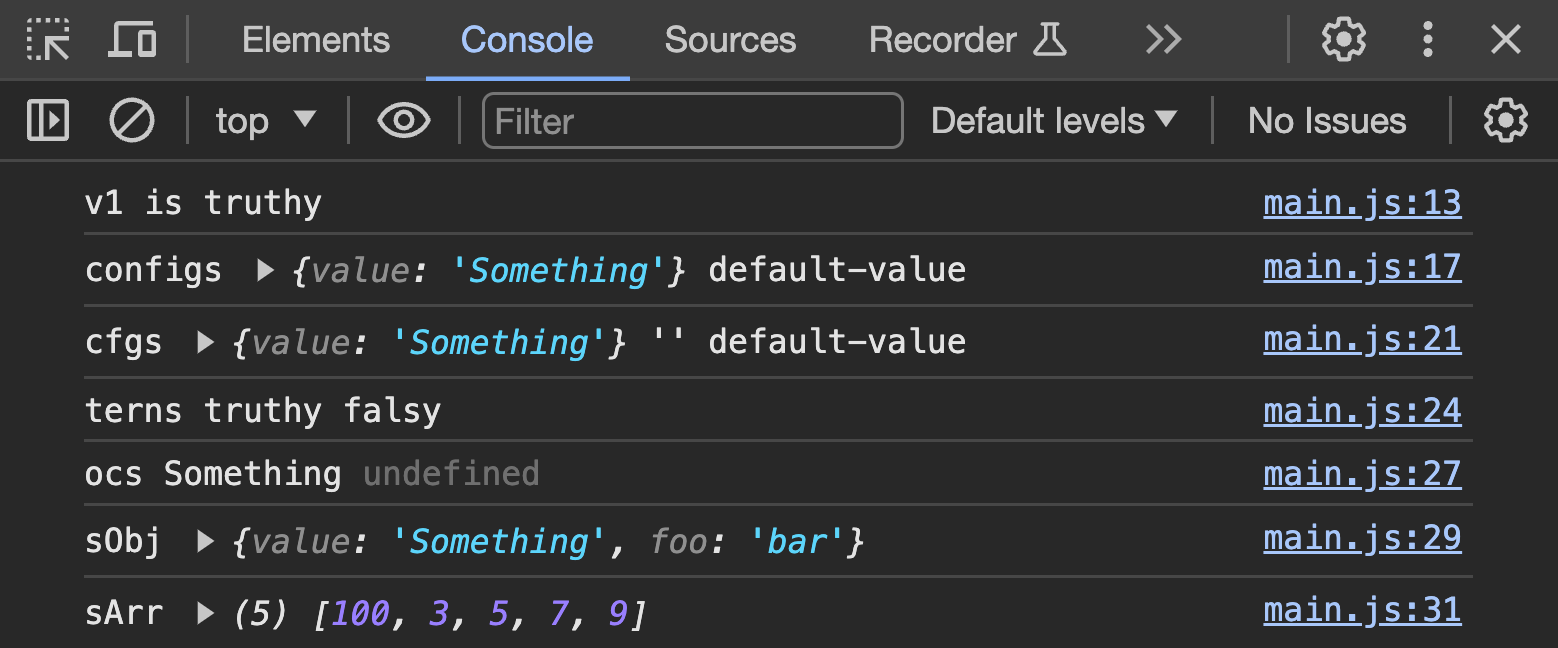 Elements Console Sources Recorder
top Filter Default levels No Issues
v1 is truthy main.js:13
configs {value: 'Something'} default-value main.js:17
cfgs {value: 'Something'} '' default-value main.js:21
terns truthy falsy main.js:24
ocs Something undefined main.js:27
sObj {value: 'Something', foo: 'bar'} main.js:29
sArr (5) [100, 3, 5, 7, 9] main.js:31